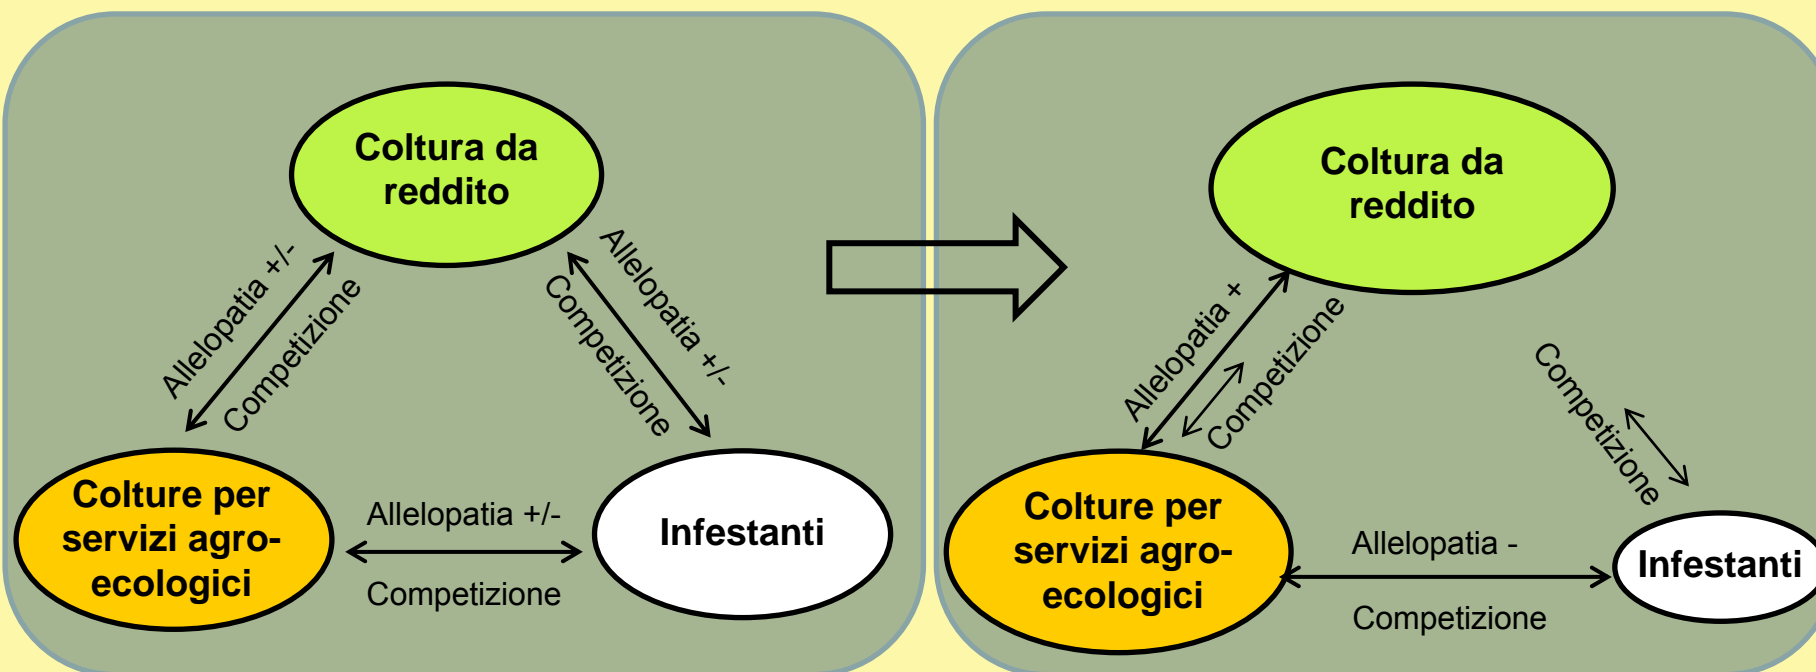 Coltura da
reddito
Allelopatia +/-
Competizione
Allelopatia +/-
Competizione
Colture per
servizi agro-
ecologici
Allelopatia +/-
Competizione
Infestanti
Coltura da
reddito
Allelopatia +
Competizione
Competizione
Colture per
servizi agro-
ecologici
Allelopatia -
Competizione
Infestanti